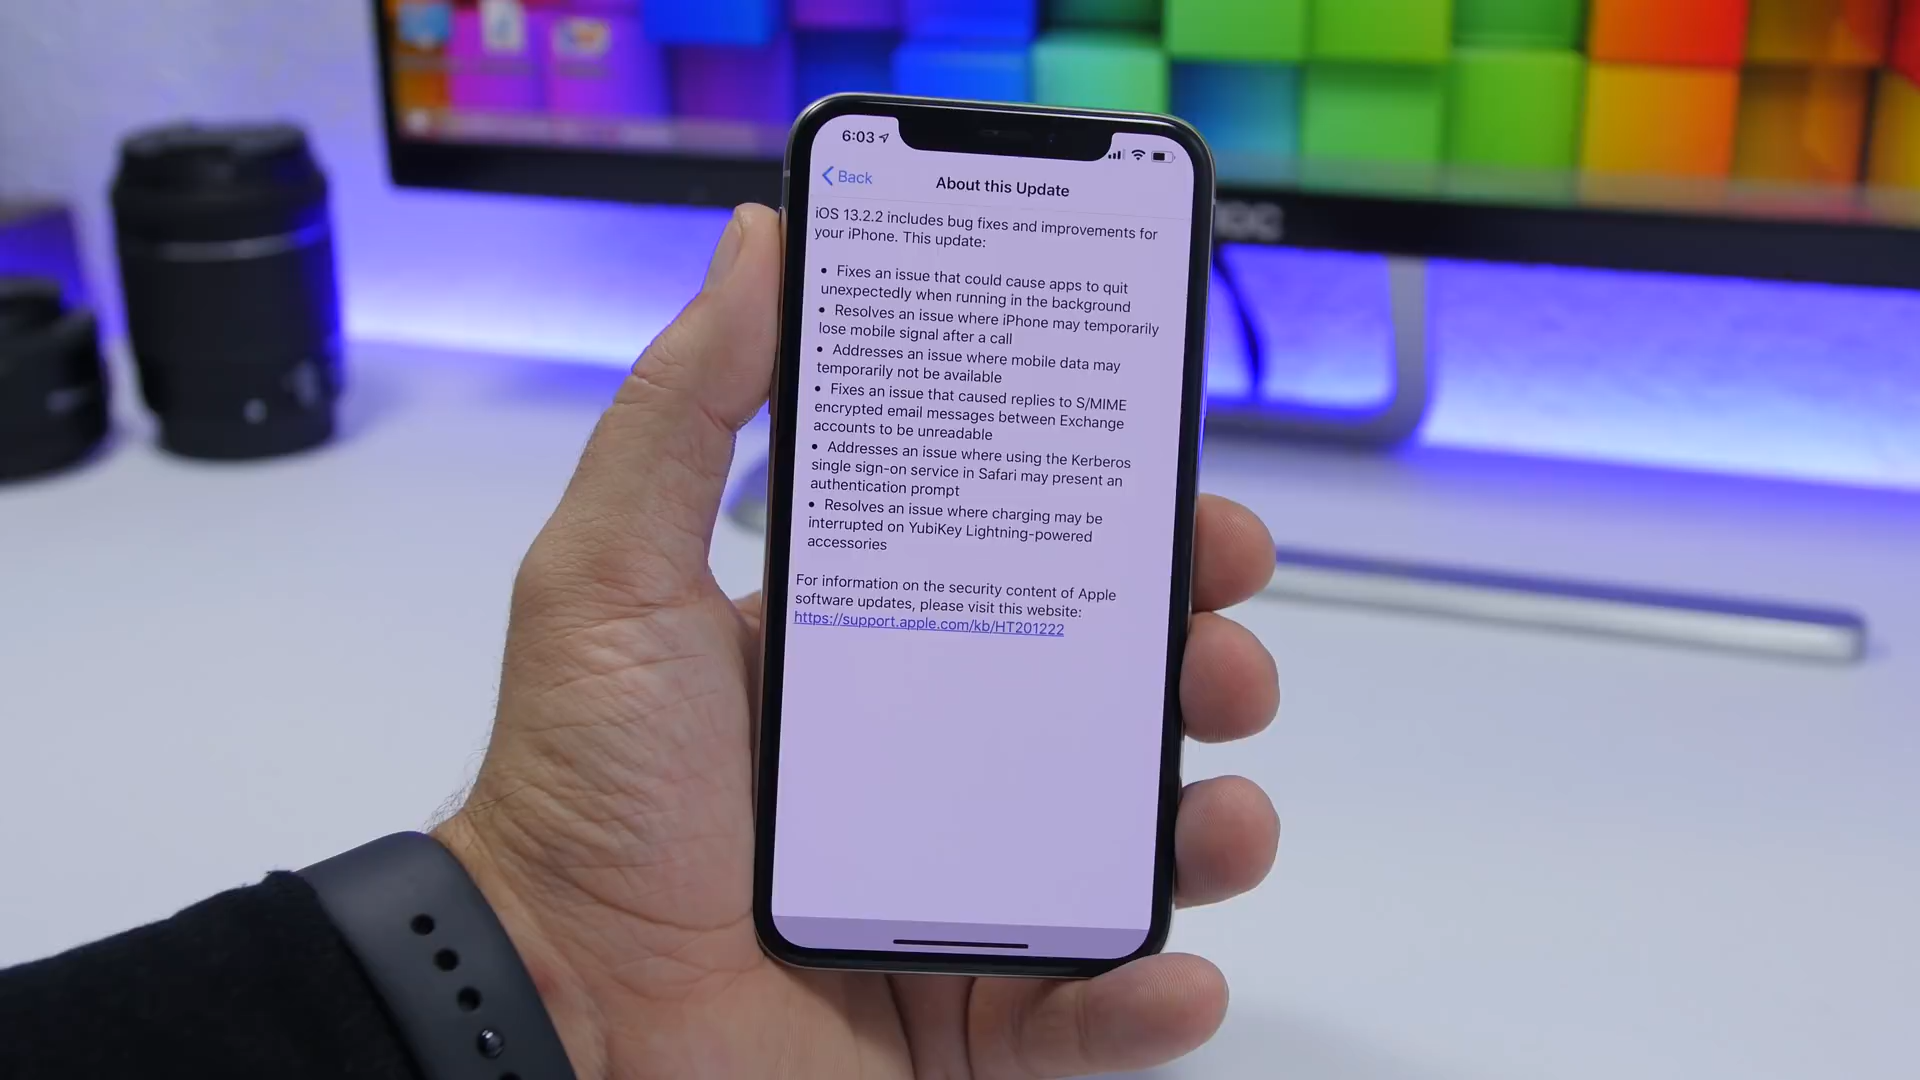 6:03
Back
About this Update
iOS 13.2.2 includes bug fixes and improvements for
your iPhone. This update:
• Fixes an issue that could cause apps to quit
unexpectedly when running in the background
• Resolves an issue where iPhone may temporarily
lose mobile signal after a call
• Addresses an issue where mobile data may
temporarily not be available
• Fixes an issue that caused replies to S/MIME
encrypted email messages between Exchange
accounts to be unreadable
• Addresses an issue where using the Kerberos
single sign-on service in Safari may present an
authentication prompt
• Resolves an issue where charging may be
interrupted on YubiKey Lightning-powered
accessories
For information on the security content of Apple
software updates, please visit this website:
https://support.apple.com/kb/HT201222